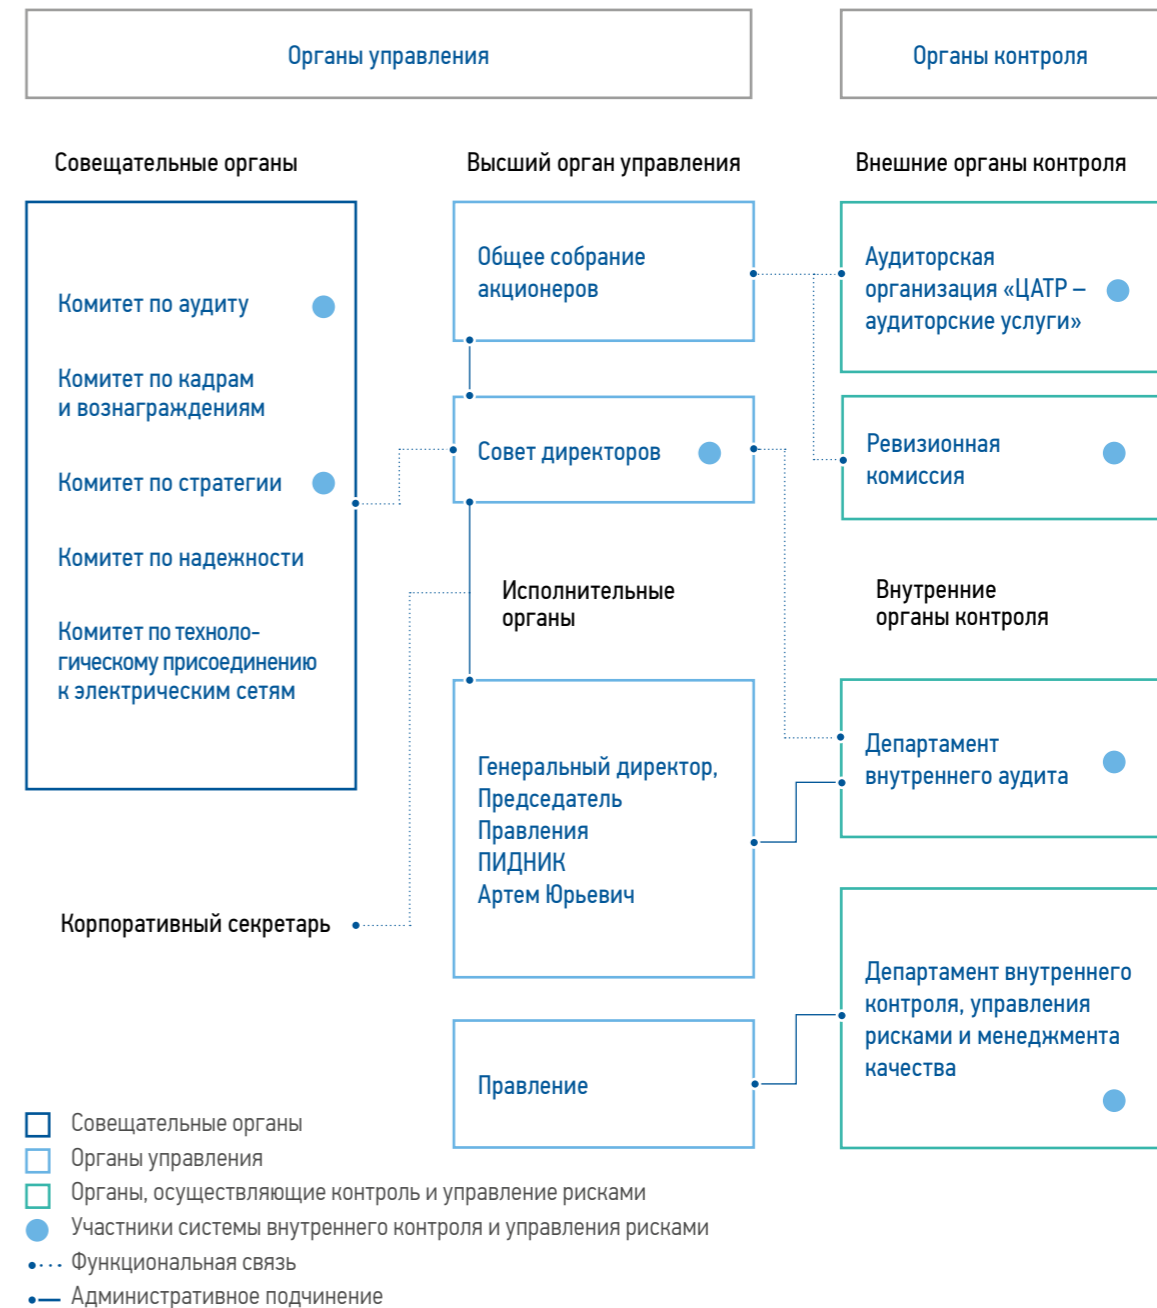 Органы управления
Органы контроля
Совещательные органы
Высший орган управления
Внешние органы контроля
Комитет по аудиту
Комитет по кадрам
и вознаграждениям
Комитет по стратегии
Комитет по надежности
Комитет по техноло-
гическому присоединению
к электрическим сетям
Общее собрание
акционеров
Совет директоров
Аудиторская
организация «ЦАТР –
аудиторские услуги»
Ревизионная
комиссия
Исполнительные
органы
Внутренние
органы контроля
Генеральный директор,
Председатель
Правления
ПИДНИК
Артем Юрьевич
Департамент
внутреннего аудита
Корпоративный секретарь
Правление
Департамент внутреннего
контроля, управления
рисками и менеджмента
качества
Совещательные органы
Органы управления
Органы, осуществляющие контроль и управление рисками
Участники системы внутреннего контроля и управления рисками
Функциональная связь
Административное подчинение